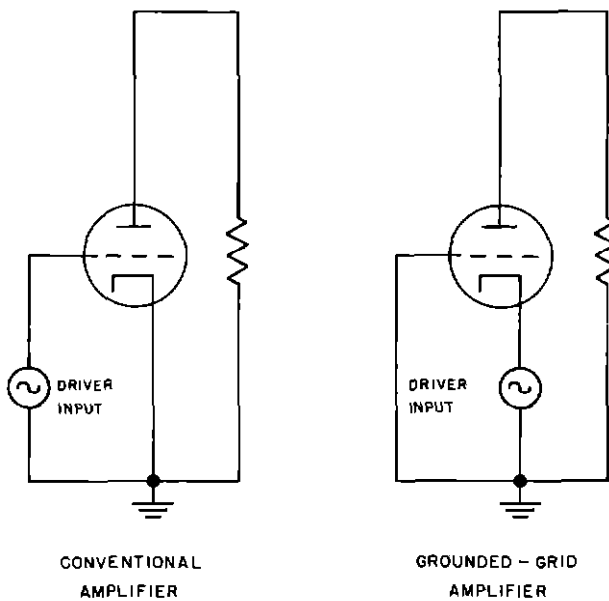 DRIVER
INPUT
DRIVER
INPUT
CONVENTIONAL
AMPLIFIER
GROUNDED - GRID
AMPLIFIER